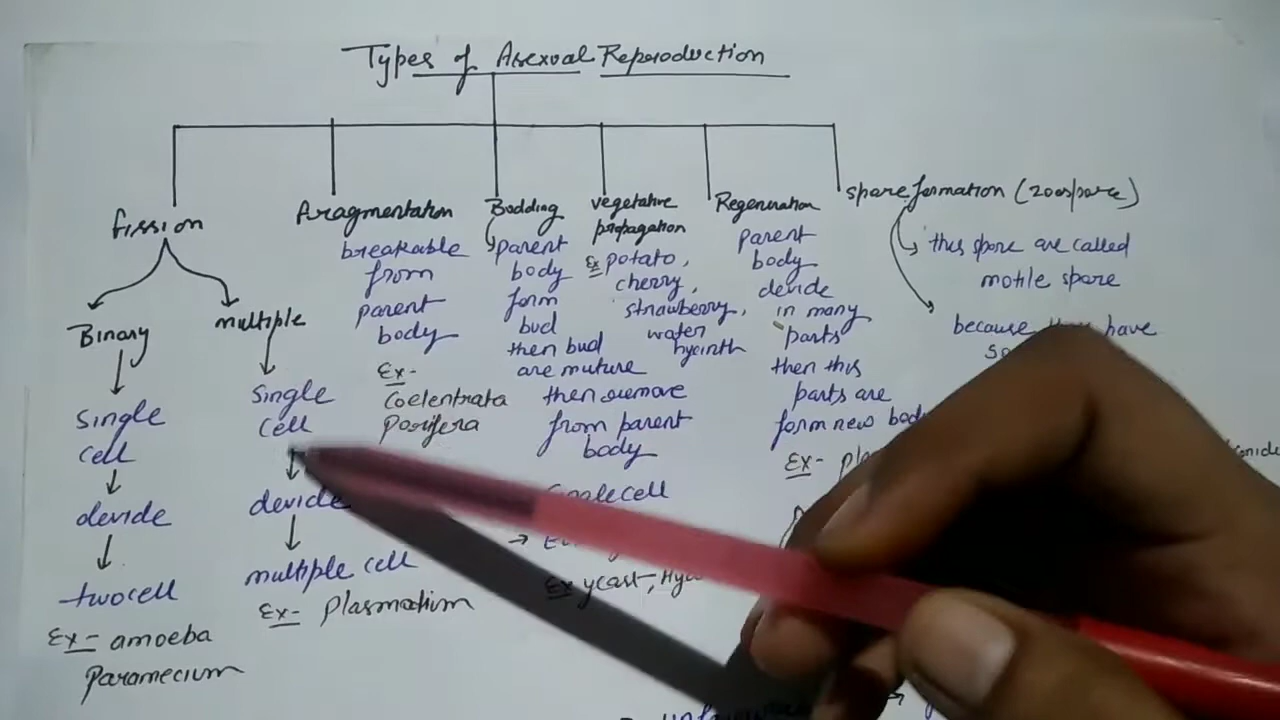 Types of Asexual Reproduction
fission
Binary
single
cell
devide
two cell
Ex- amoeba
Paramecium
multiple
single
cell
devide
multiple cell
Ex- Plasmodium
fragmentation
breakable
from
parent
body
Ex-
Coelentrata
Porifera
Budding
parent
body
form
bud
then bud
are muture
then remove
from parent
body
cell
Ex yeast,
vegetative
propagation
Ex potato,
cherry,
strawberry,
water
hycinth
Regeneration
parent
body
devide
in many
parts
then this
parts are
form new body
Ex-
spore formation (zoospore)
this spore are called
motile spore
because they have